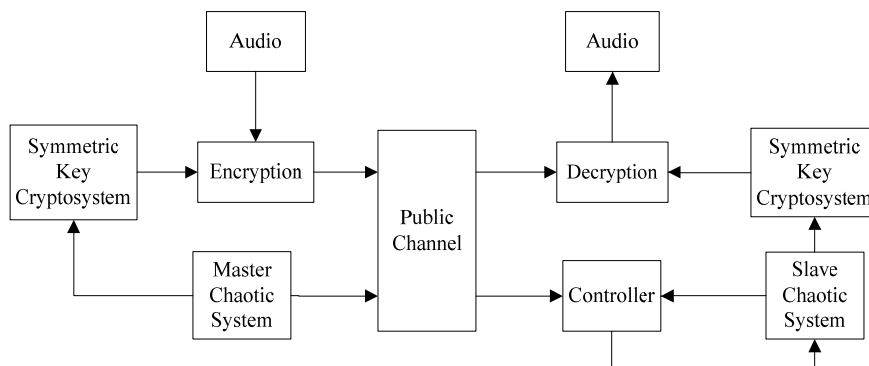 Audio
Audio
Symmetric
Key
Cryptosystem
Encryption
Public
Channel
Decryption
Symmetric
Key
Cryptosystem
Master
Chaotic
System
Controller
Slave
Chaotic
System